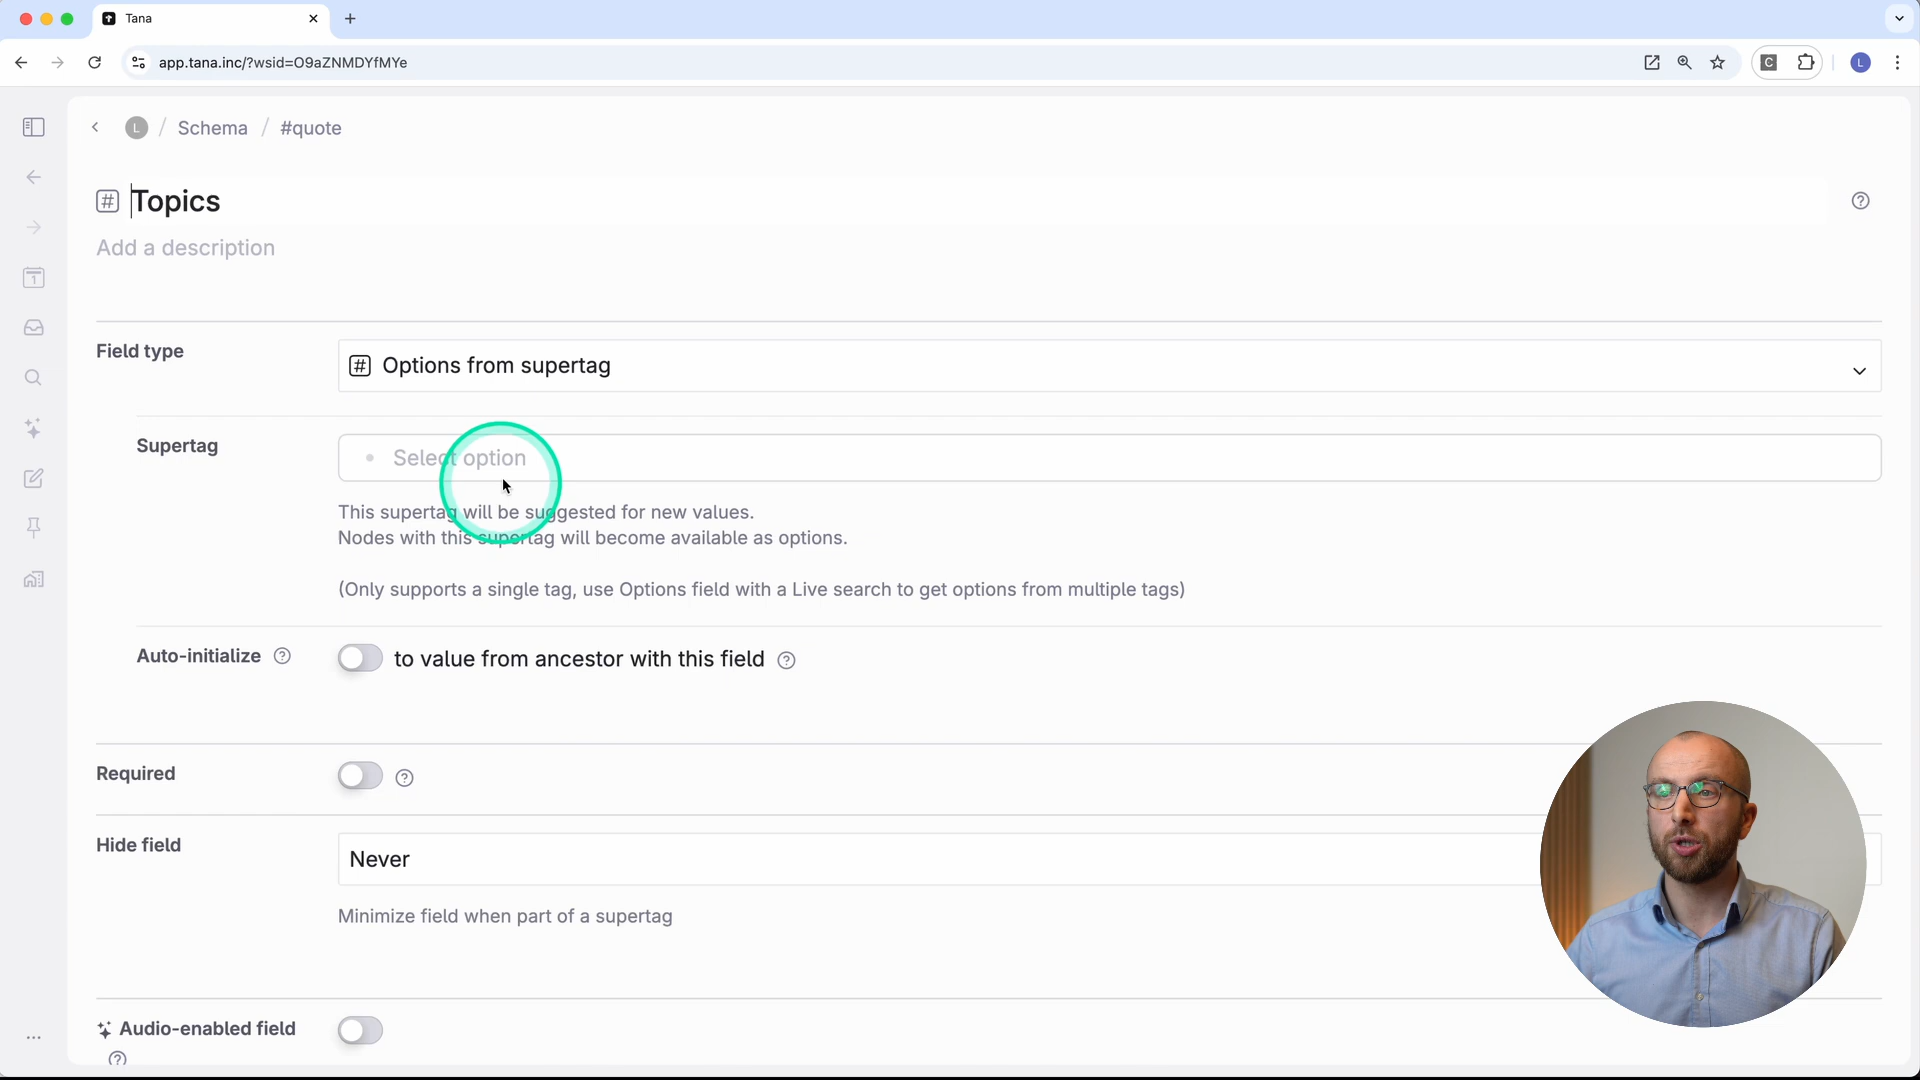 Tana
app.tana.inc/?wsid=O9aZNMDYfMYe
C
L
L / Schema / #quote
Topics
Add a description
Field type
Options from supertag
Supertag
Select option
This supertag will be suggested for new values.
Nodes with this supertag will become available as options.
(Only supports a single tag, use Options field with a Live search to get options from multiple tags)
Auto-initialize
to value from ancestor with this field
Required
Hide field
Never
Minimize field when part of a supertag
Audio-enabled field